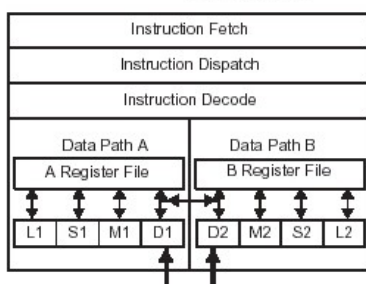 Instruction Fetch
Instruction Dispatch
Instruction Decode
Data Path A Data Path B
A Register File B Register File
L1 S1 M1 D1 D2 M2 S2 L2